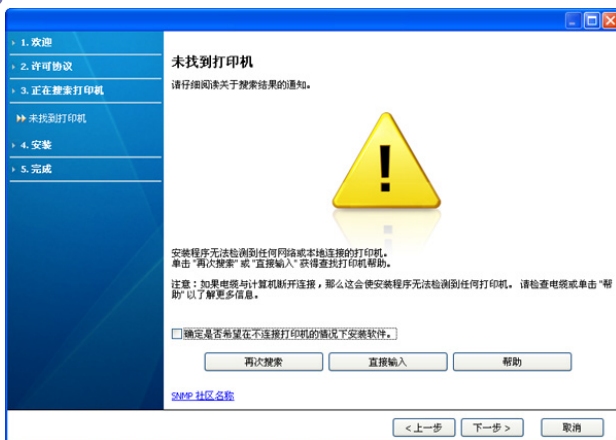 1. 欢迎
2. 许可协议
3. 正在搜索打印机
未找到打印机
4. 安装
5. 完成
未找到打印机
请仔细阅读关于搜索结果的通知。
安装程序无法检测到任何网络或本地连接的打印机。
单击 "再次搜索" 或 "直接输入" 获得查找打印机帮助。
注意：如果电缆与计算机断开连接，那么这会使安装程序无法检测到任何打印机。 请检查电缆或单击 "帮
助" 以了解更多信息。
确定是否希望在不连接打印机的情况下安装软件。
再次搜索
直接输入
帮助
SNMP 社区名称
< 上一步
下一步 >
取消